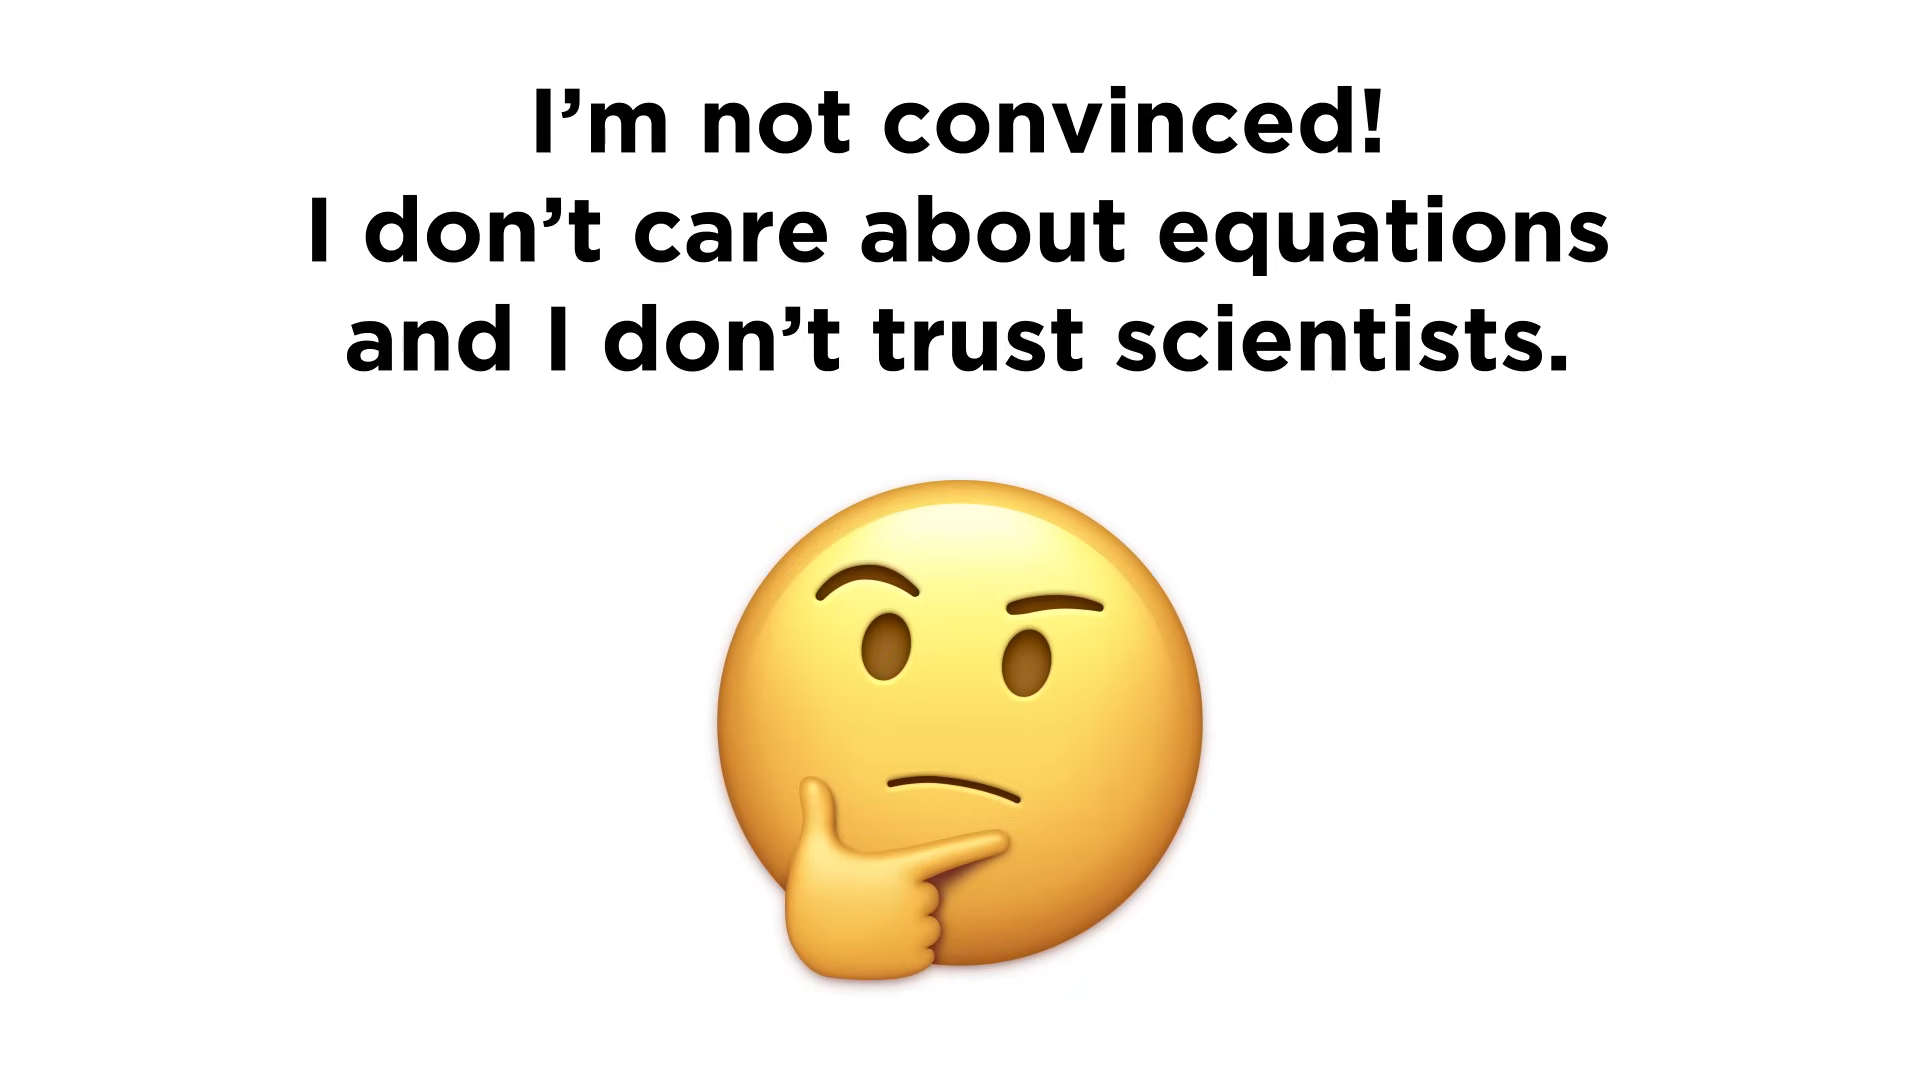 I’m not convinced!
I don’t care about equations
and I don’t trust scientists.